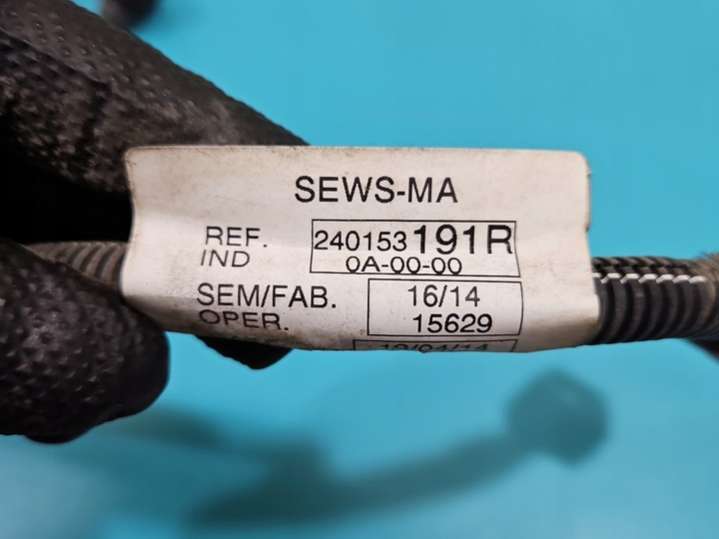 SEWS-MA
REF. 240153191R
IND 0A-00-00
SEM/FAB. 16/14
OPER. 15629